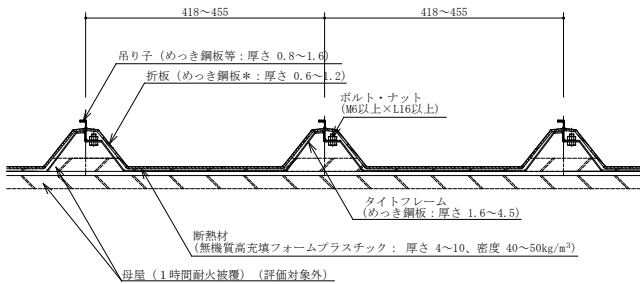 418～455
418～455
吊り子（めっき鋼板等：厚さ 0.8～1.6）
折板（めっき鋼板＊：厚さ 0.6～1.2）
ボルト・ナット
(M6以上×L16以上)
タイトフレーム
(めっき鋼板：厚さ 1.6～4.5)
断熱材
(無機質高充填フォームプラスチック： 厚さ 4～10、密度 40～50kg/m³)
母屋（１時間耐火被覆）（評価対象外）